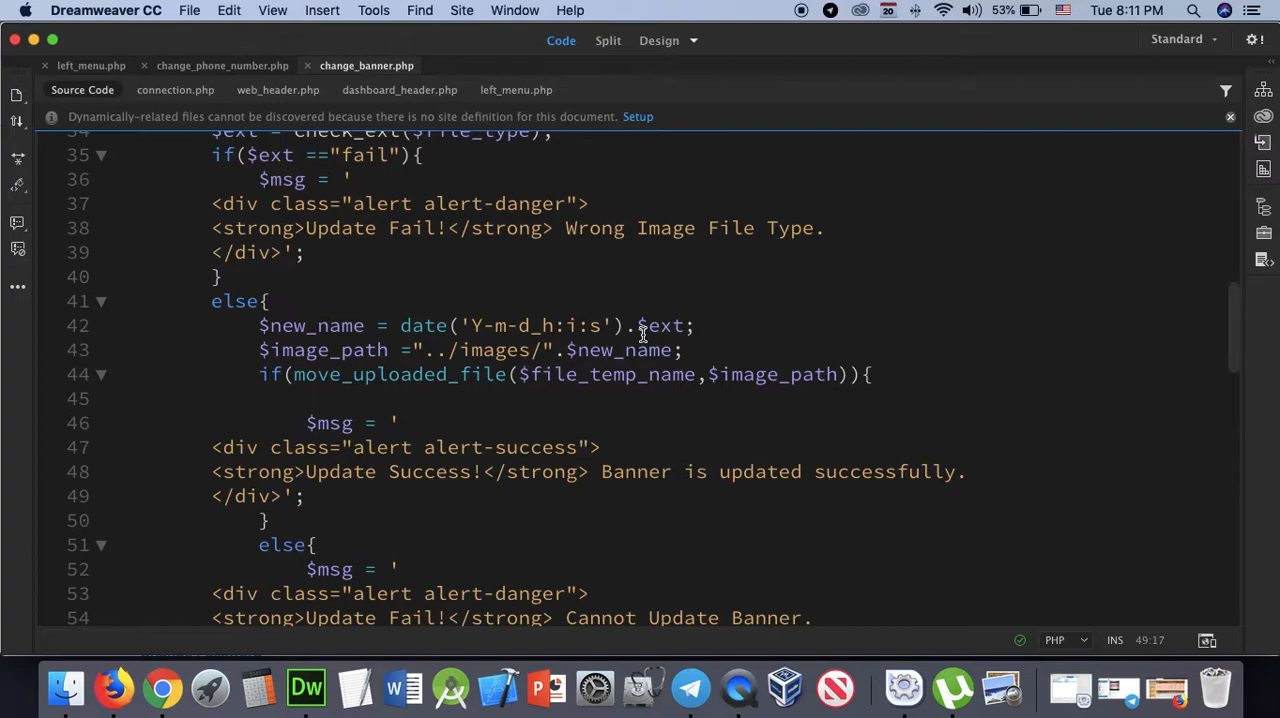 Dreamweaver CC File Edit View Insert Tools Find Site Window Help 20 53% Tue 8:11 PM
Code Split Design Standard
left_menu.php change_phone_number.php change_banner.php
Source Code connection.php web_header.php dashboard_header.php left_menu.php
Dynamically-related files cannot be discovered because there is no site definition for this document. Setup
34 $ext = check_ext($file_type);
35 if($ext =="fail"){
36 $msg = '
37 <div class="alert alert-danger">
38 <strong>Update Fail!</strong> Wrong Image File Type.
39 </div>';
40 }
41 else{
42 $new_name = date('Y-m-d_h:i:s').$ext;
43 $image_path ="../images/".$new_name;
44 if(move_uploaded_file($file_temp_name,$image_path)){
45
46 $msg = '
47 <div class="alert alert-success">
48 <strong>Update Success!</strong> Banner is updated successfully.
49 </div>';
50 }
51 else{
52 $msg = '
53 <div class="alert alert-danger">
54 <strong>Update Fail!</strong> Cannot Update Banner.
PHP INS 49:17
Dw W P